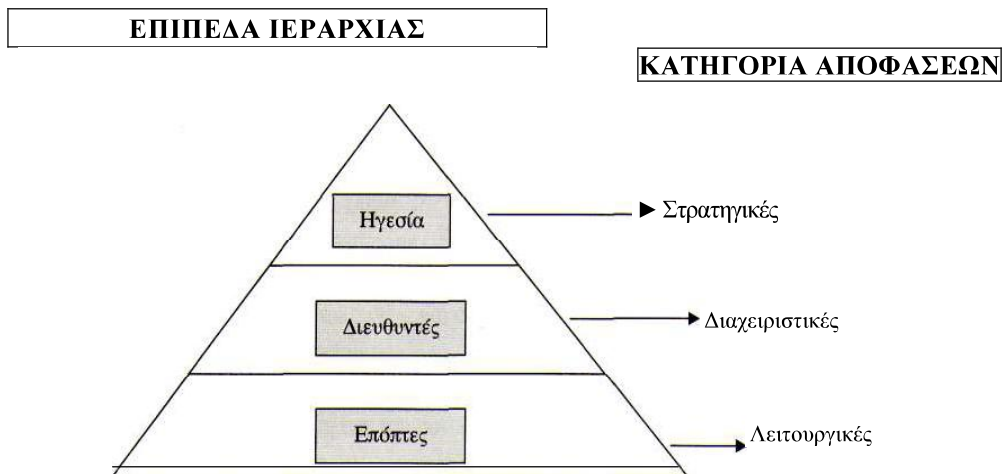 ΕΠΙΠΕΔΑ ΙΕΡΑΡΧΙΑΣ
ΚΑΤΗΓΟΡΙΑ ΑΠΟΦΑΣΕΩΝ
Ηγεσία
Στρατηγικές
Διευθυντές
Διαχειριστικές
Επόπτες
Λειτουργικές